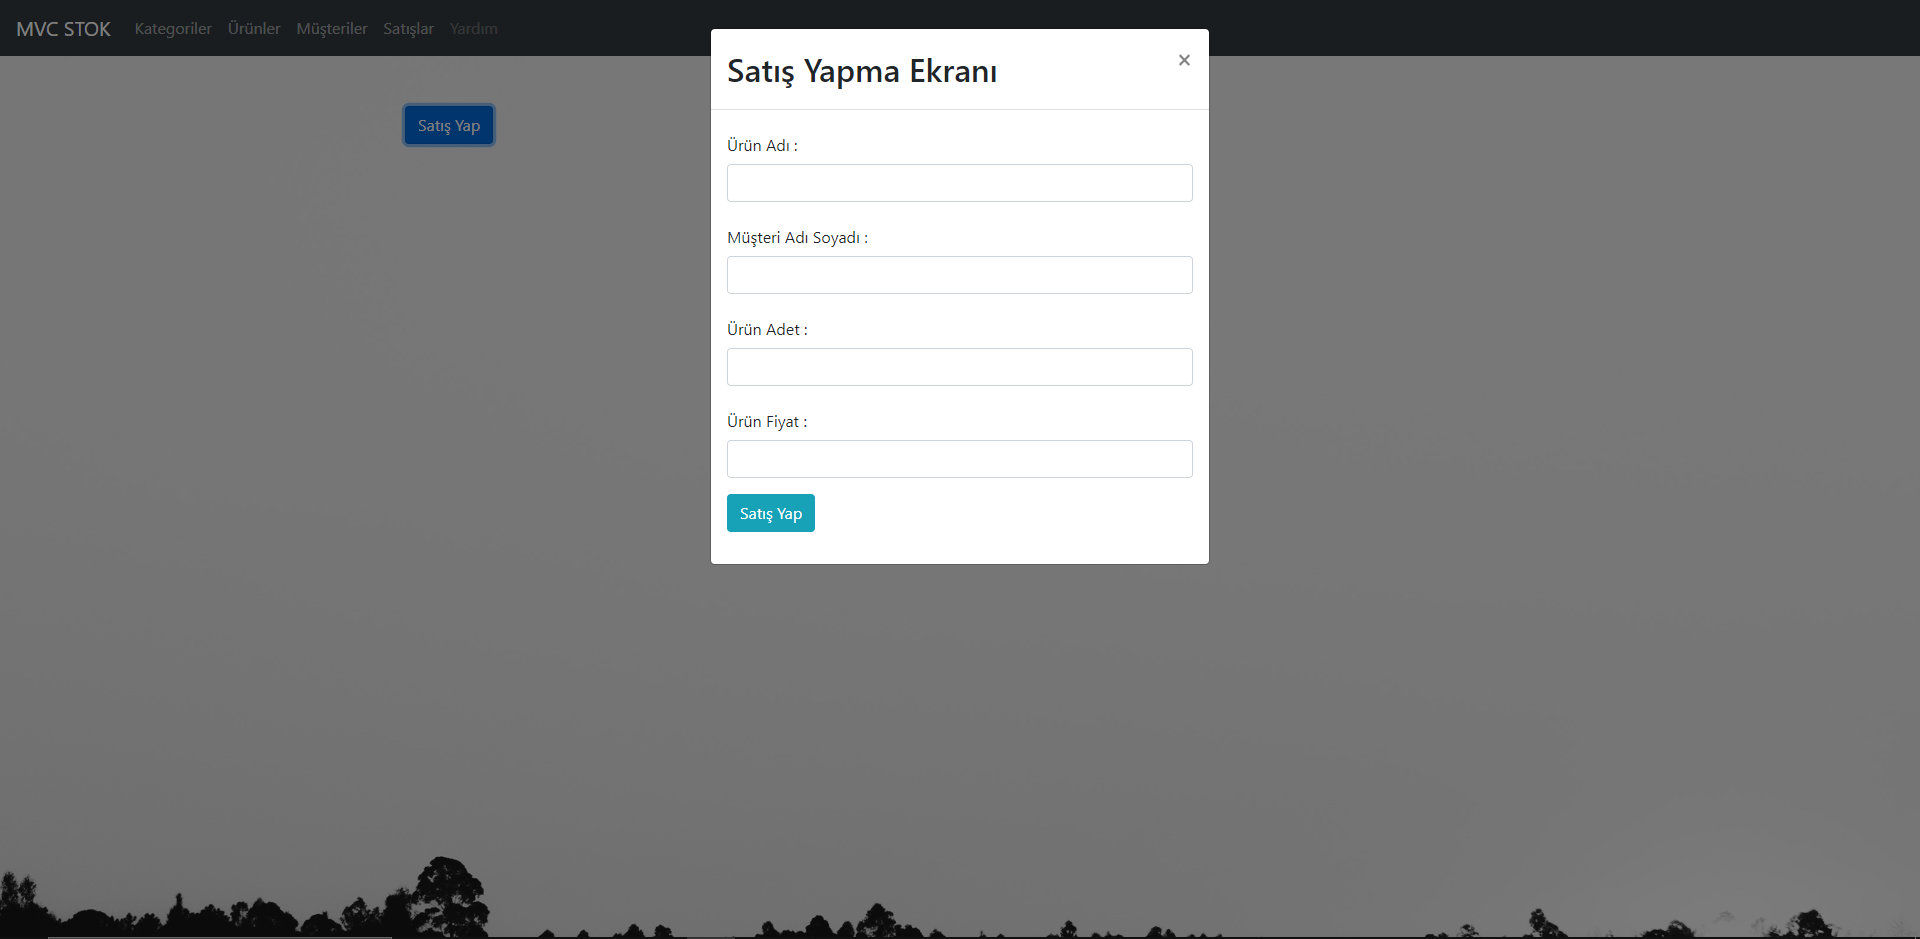 MVC STOK Kategoriler Ürünler Müşteriler Satışlar Yardım
Satış Yap
Satış Yapma Ekranı ×
Ürün Adı :
Müşteri Adı Soyadı :
Ürün Adet :
Ürün Fiyat :
Satış Yap